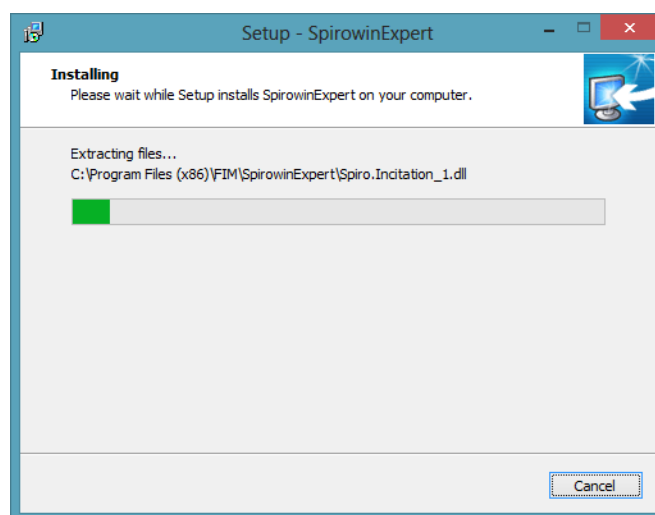 Setup - SpirowinExpert
Installing
Please wait while Setup installs SpirowinExpert on your computer.
Extracting files...
C:\Program Files (x86)\FIM\SpirowinExpert\Spiro.Incitation_1.dll
Cancel